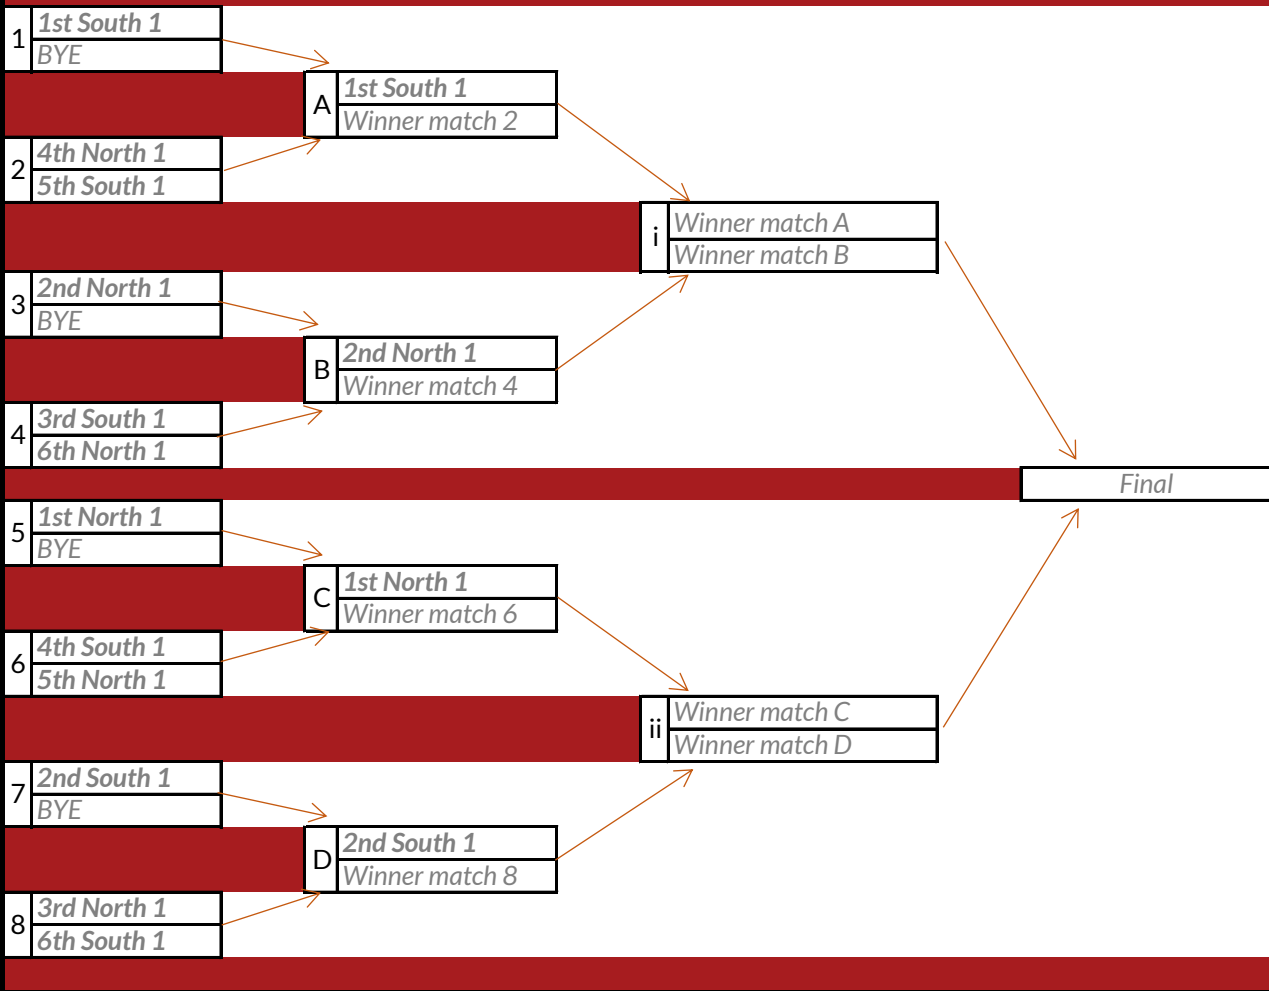 1
1st South 1
BYE
A
1st South 1
Winner match 2
2
4th North 1
5th South 1
i
Winner match A
Winner match B
3
2nd North 1
BYE
B
2nd North 1
Winner match 4
4
3rd South 1
6th North 1
Final
5
1st North 1
BYE
C
1st North 1
Winner match 6
6
4th South 1
5th North 1
ii
Winner match C
Winner match D
7
2nd South 1
BYE
D
2nd South 1
Winner match 8
8
3rd North 1
6th South 1